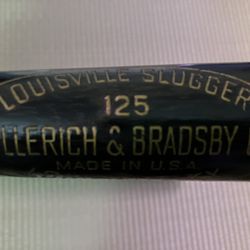 LOUISVILLE SLUGGER
125
LLERICH & BRADSBY
MADE IN U.S.A